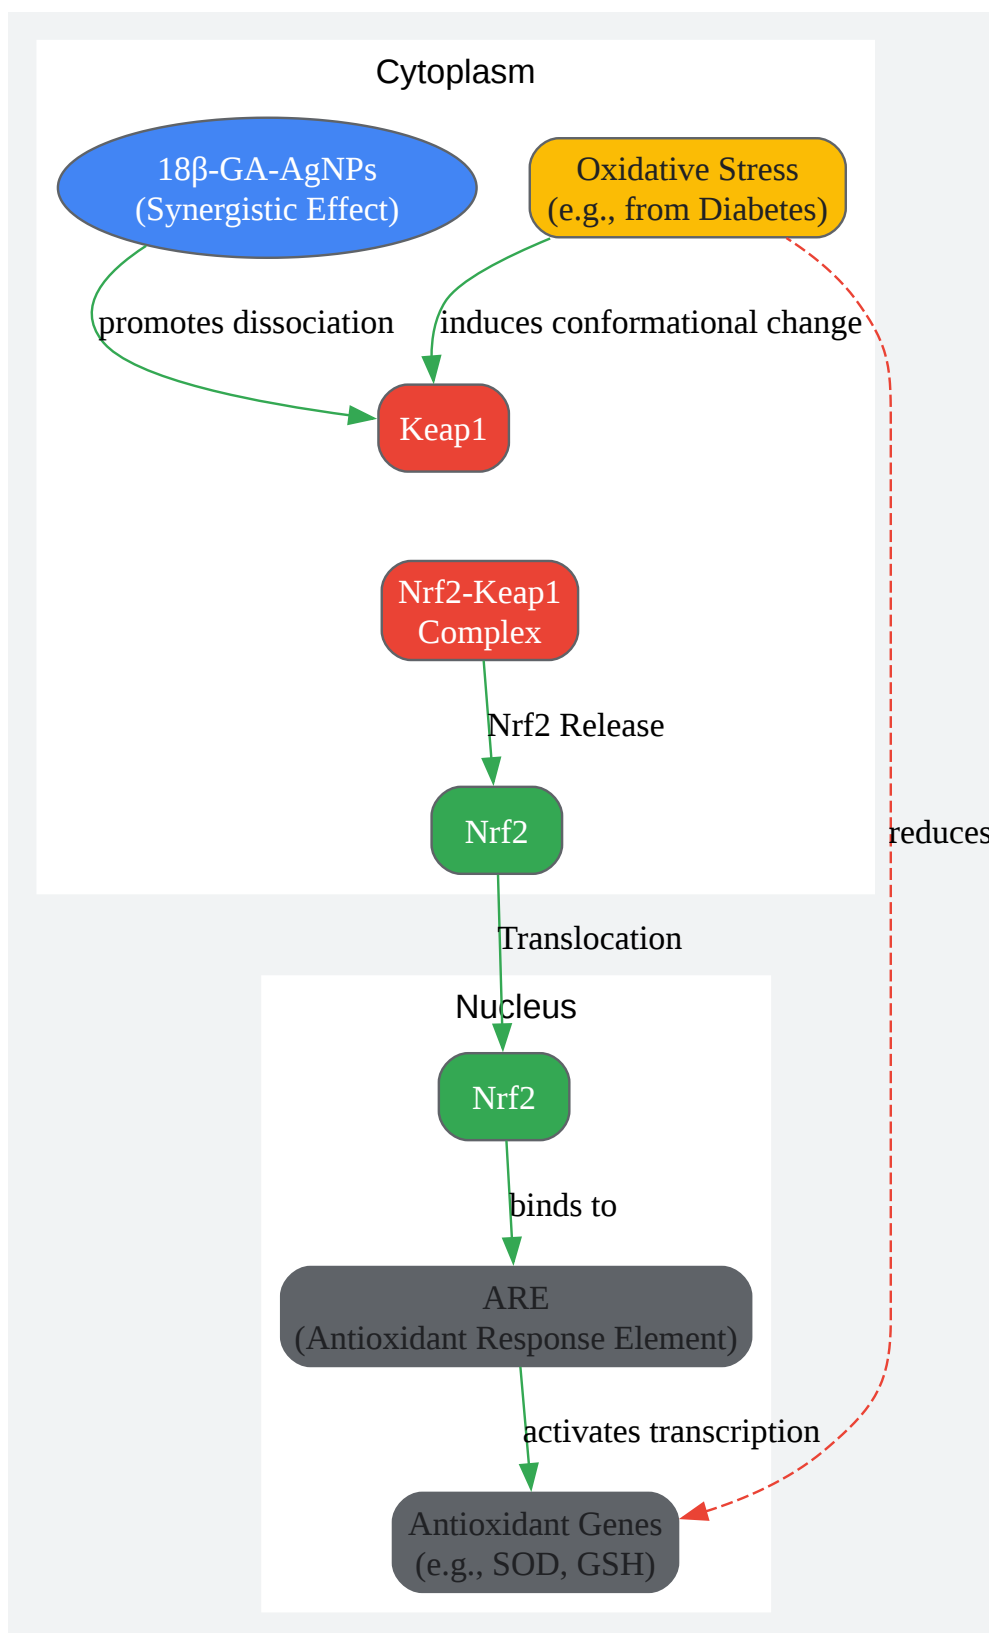 Cytoplasm
18β-GA-AgNPs
(Synergistic Effect)
Oxidative Stress
(e.g., from Diabetes)
promotes dissociation
induces conformational change
Keap1
Nrf2-Keap1
Complex
Nrf2 Release
Nrf2
reduces
Translocation
Nucleus
Nrf2
binds to
ARE
(Antioxidant Response Element)
activates transcription
Antioxidant Genes
(e.g., SOD, GSH)